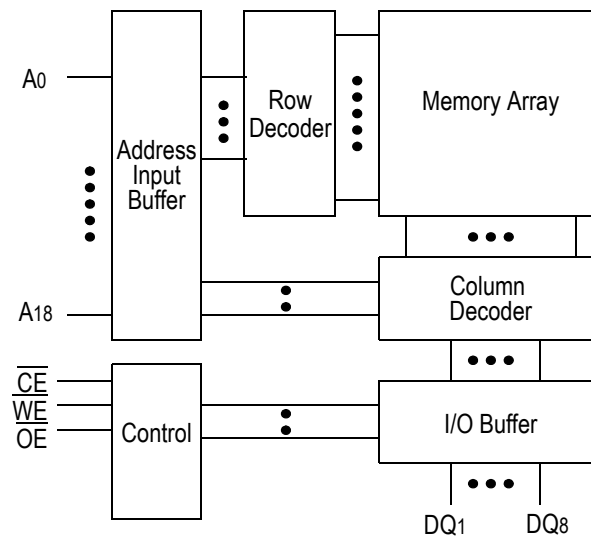 A0
A18
Address
Input
Buffer
Row
Decoder
Memory Array
Column
Decoder
CE
WE
OE
Control
I/O Buffer
DQ1
DQ8